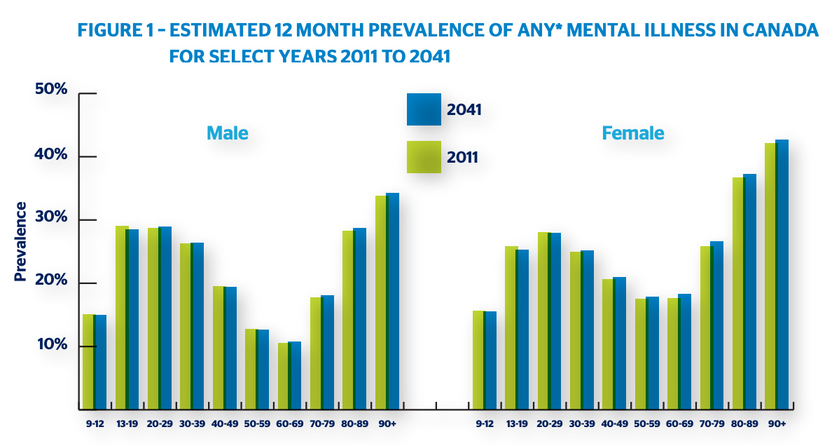 FIGURE 1 – ESTIMATED 12 MONTH PREVALENCE OF ANY* MENTAL ILLNESS IN CANADA
FOR SELECT YEARS 2011 TO 2041
50%
40%
30%
20%
10%
Prevalence
Male
2041
2011
Female
9-12 13-19 20-29 30-39 40-49 50-59 60-69 70-79 80-89 90+
9-12 13-19 20-29 30-39 40-49 50-59 60-69 70-79 80-89 90+